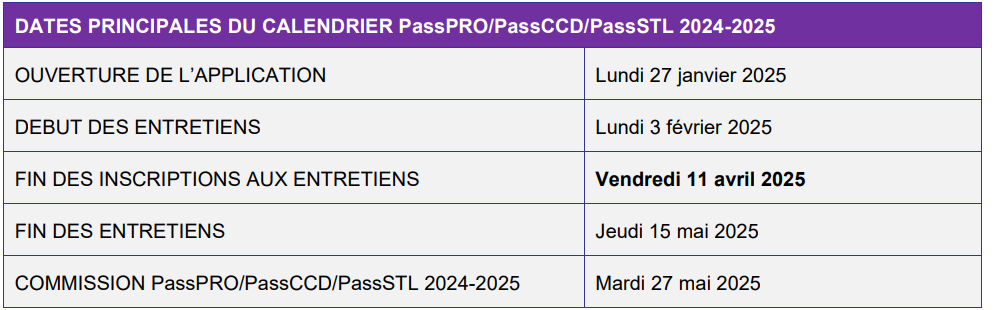 DATES PRINCIPALES DU CALENDRIER PassPRO/PassCCD/PassSTL 2024-2025
OUVERTURE DE L’APPLICATION Lundi 27 janvier 2025
DEBUT DES ENTRETIENS Lundi 3 février 2025
FIN DES INSCRIPTIONS AUX ENTRETIENS Vendredi 11 avril 2025
FIN DES ENTRETIENS Jeudi 15 mai 2025
COMMISSION PassPRO/PassCCD/PassSTL 2024-2025 Mardi 27 mai 2025